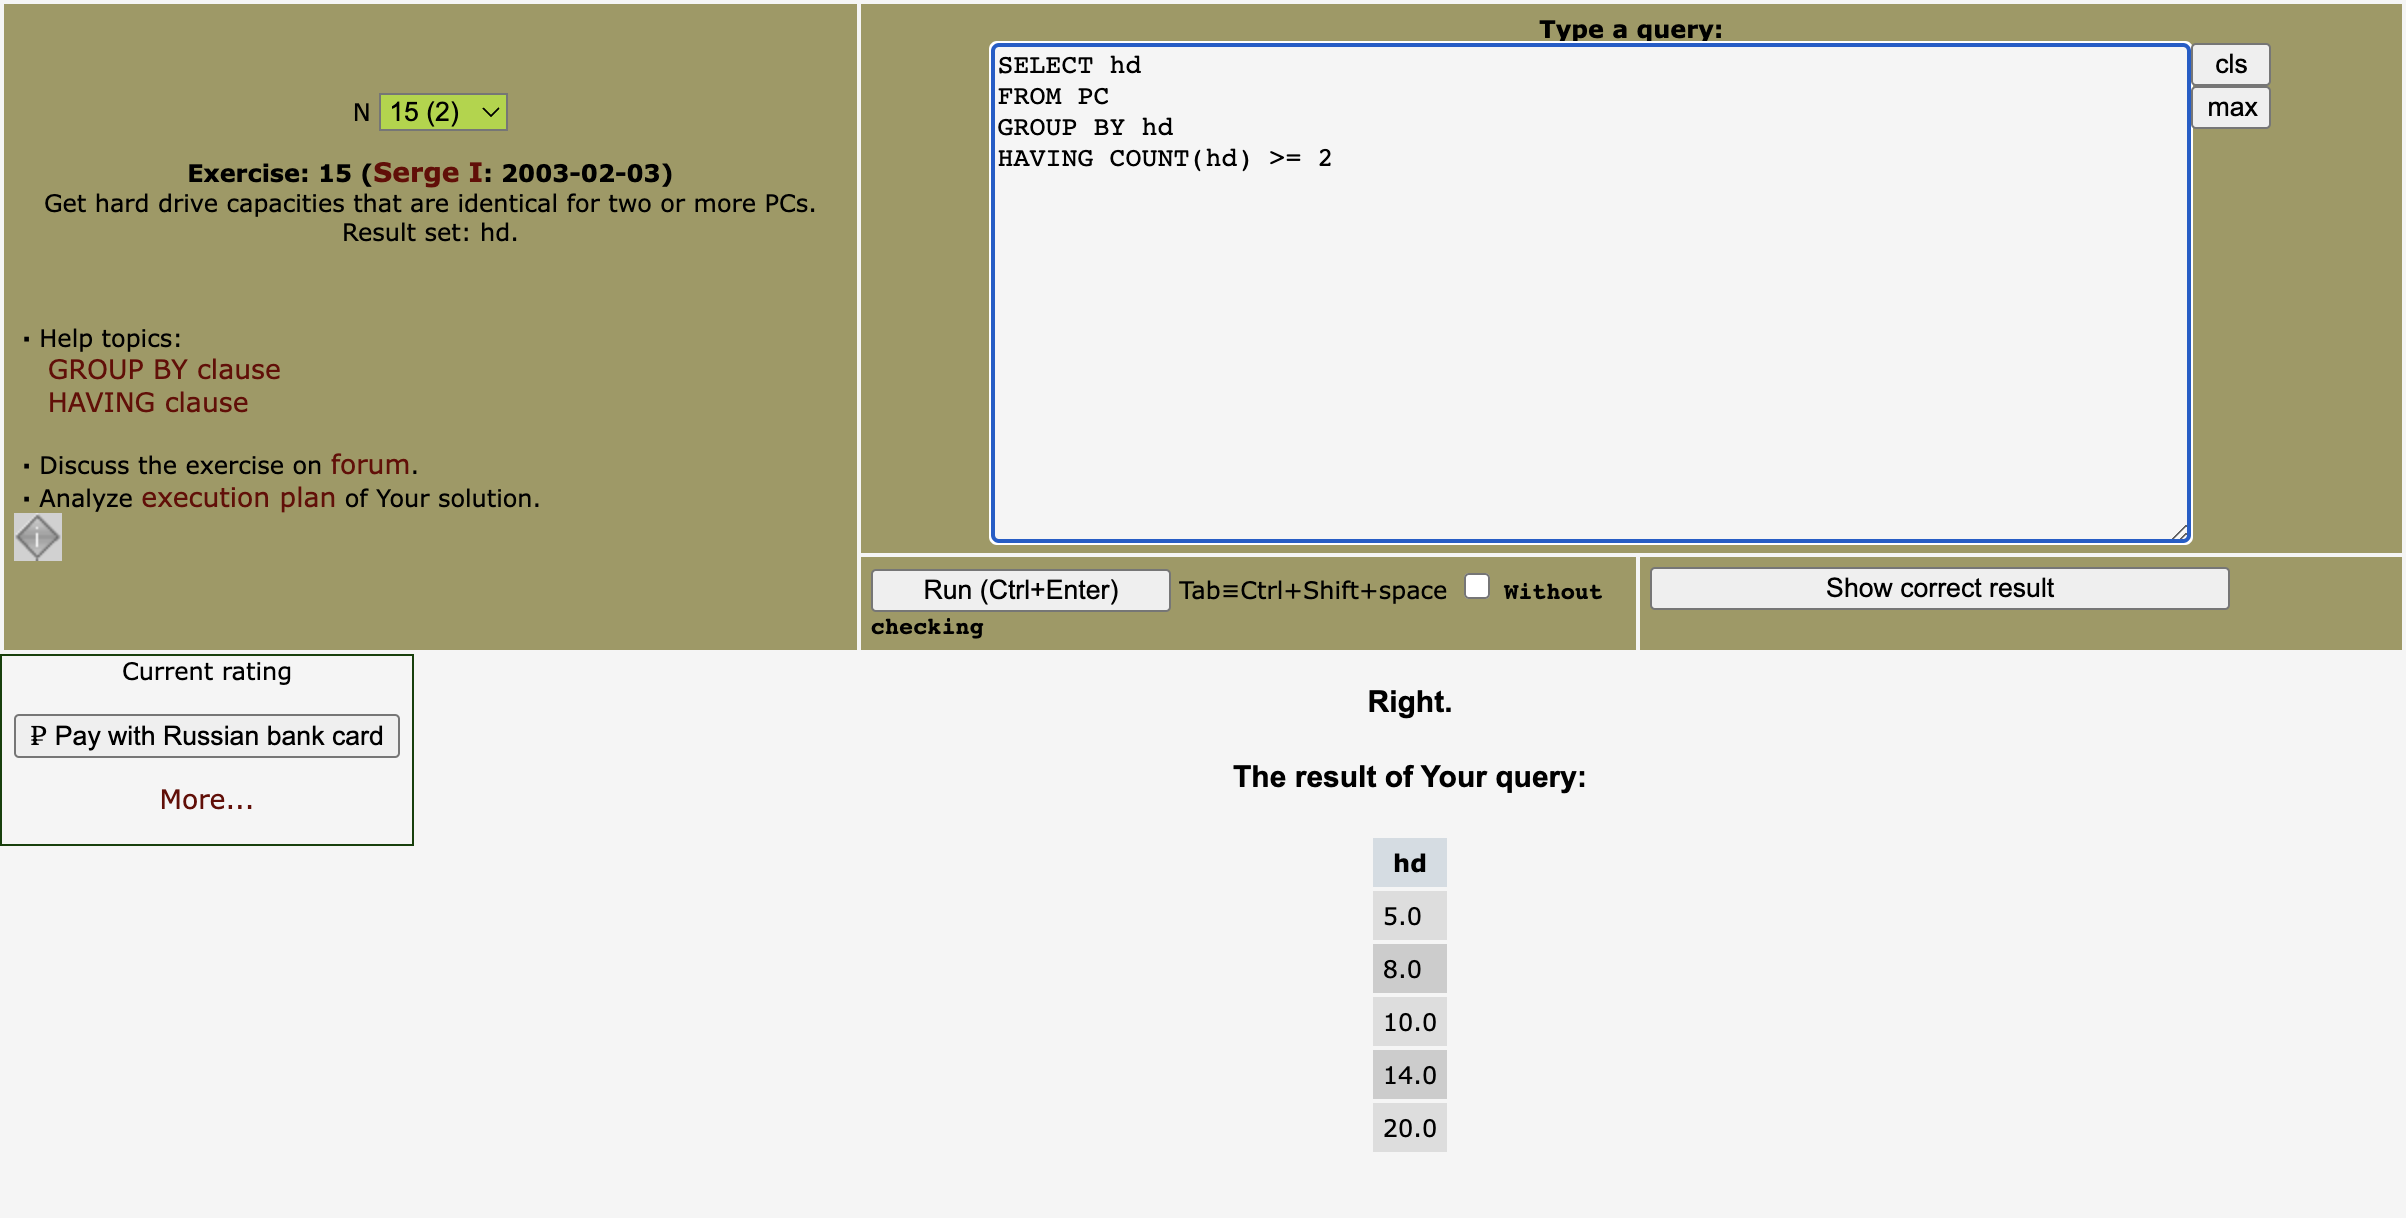 N 15 (2)
Exercise: 15 (Serge I: 2003-02-03)
Get hard drive capacities that are identical for two or more PCs.
Result set: hd.
· Help topics:
GROUP BY clause
HAVING clause
· Discuss the exercise on forum.
· Analyze execution plan of Your solution.
Type a query:
SELECT hd
FROM PC
GROUP BY hd
HAVING COUNT(hd) >= 2
cls
max
Run (Ctrl+Enter) Tab≡Ctrl+Shift+space Without
checking
Show correct result
Current rating
₽ Pay with Russian bank card
More...
Right.
The result of Your query:
hd
5.0
8.0
10.0
14.0
20.0